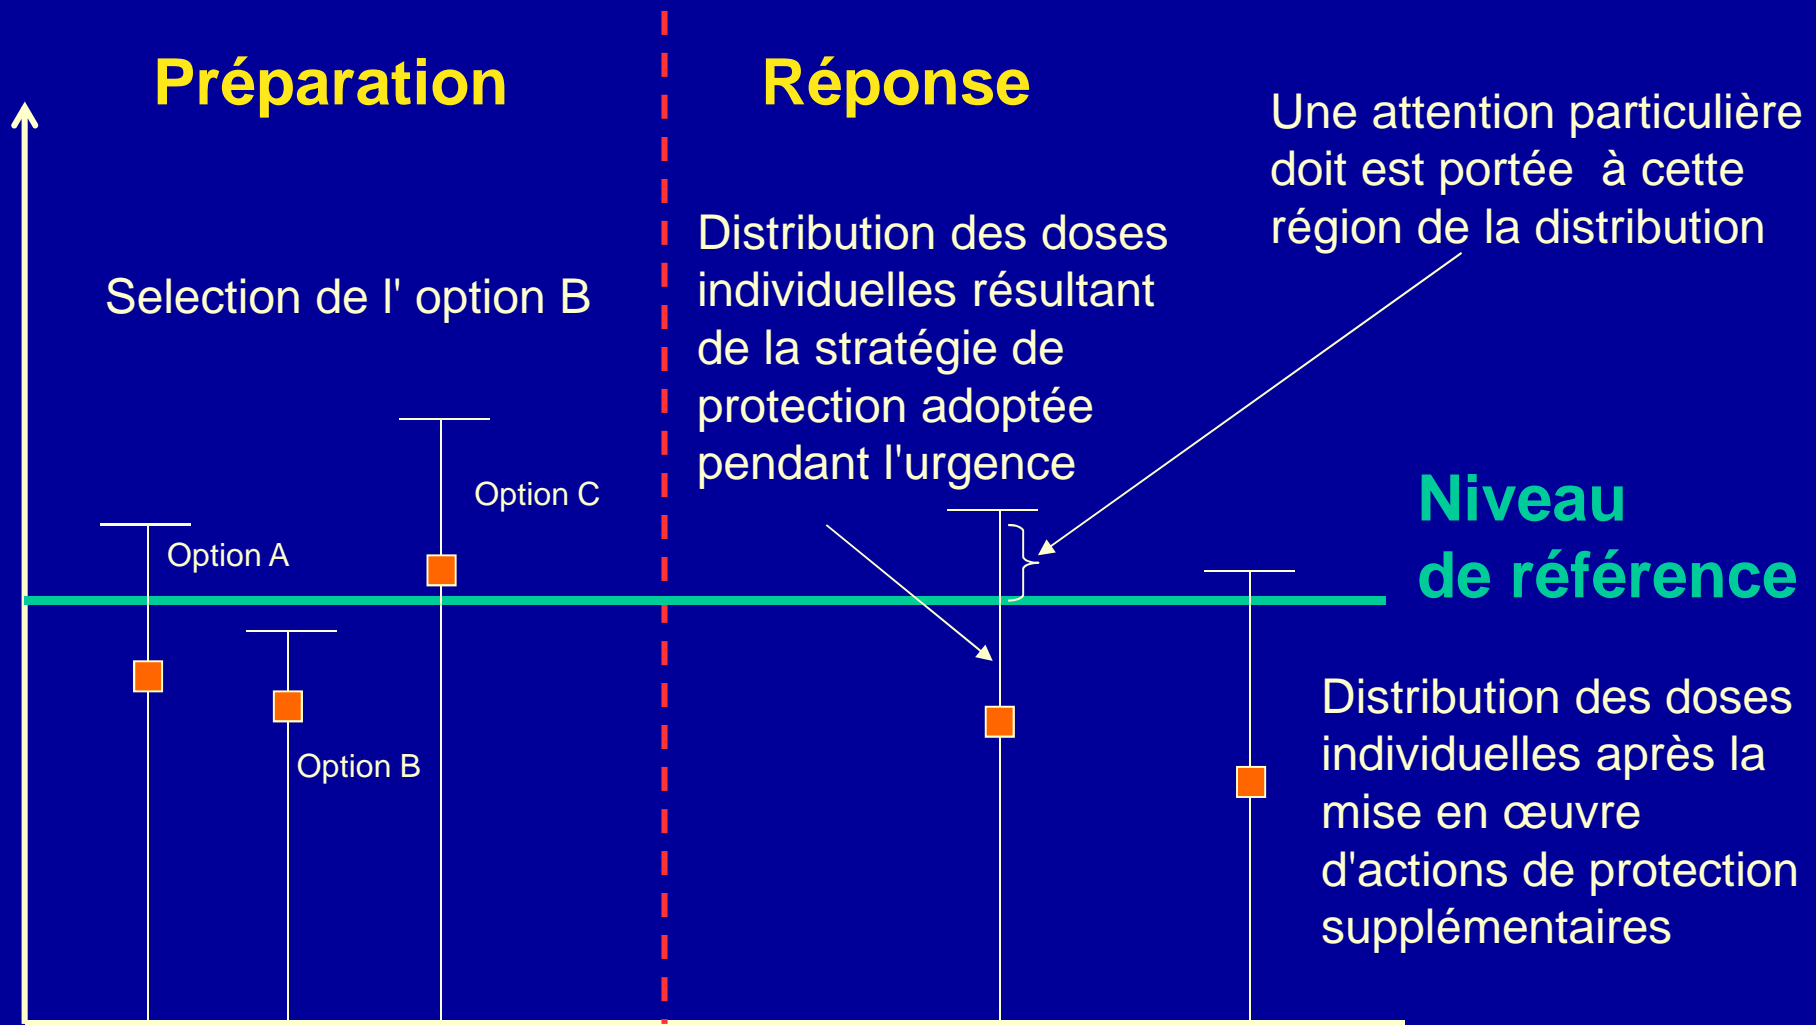 Préparation
Réponse
Une attention particulière
doit est portée  à cette
région de la distribution
Selection de l' option B
Distribution des doses
individuelles résultant
de la stratégie de
protection adoptée
pendant l'urgence
Option C
Option A
Option B
Niveau
de référence
Distribution des doses
individuelles après la
mise en œuvre
d'actions de protection
supplémentaires